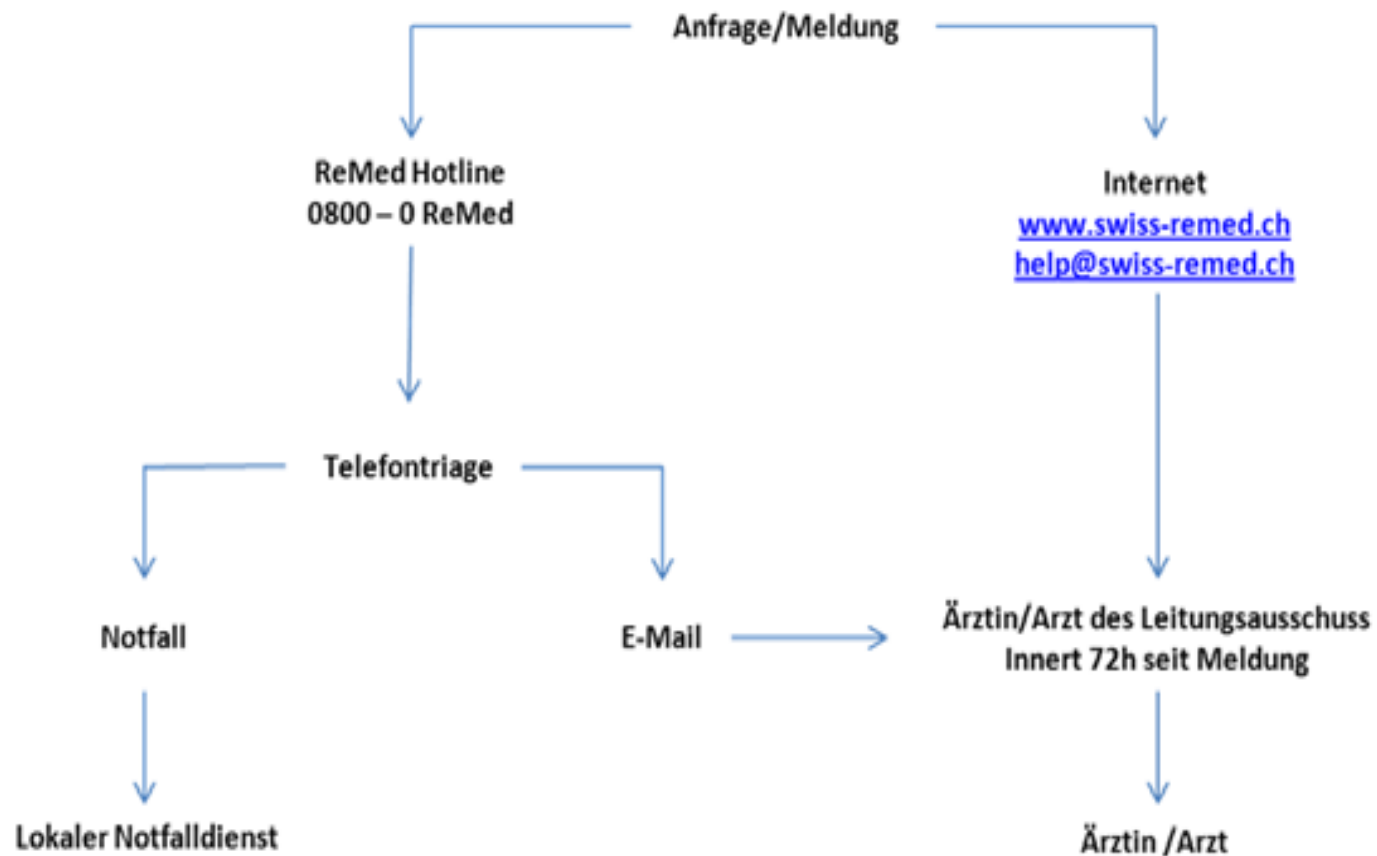 Anfrage/Meldung
ReMed Hotline
0800 – 0 ReMed
Internet
www.swiss-remed.ch
help@swiss-remed.ch
Telefontriage
Notfall
E-Mail
Ärztin/Arzt des Leitungsausschuss
Innert 72h seit Meldung
Lokaler Notfalldienst
Ärztin /Arzt